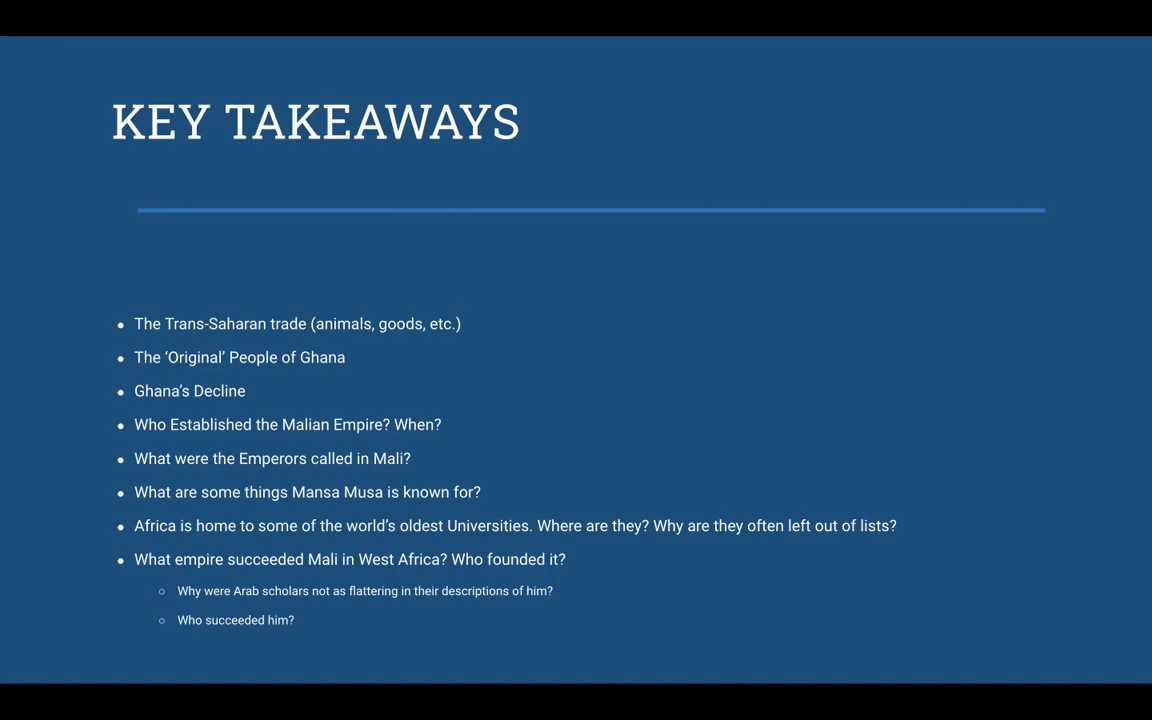 KEY TAKEAWAYS
• The Trans-Saharan trade (animals, goods, etc.)
• The ‘Original’ People of Ghana
• Ghana’s Decline
• Who Established the Malian Empire? When?
• What were the Emperors called in Mali?
• What are some things Mansa Musa is known for?
• Africa is home to some of the world’s oldest Universities. Where are they? Why are they often left out of lists?
• What empire succeeded Mali in West Africa? Who founded it?
○ Why were Arab scholars not as flattering in their descriptions of him?
○ Who succeeded him?